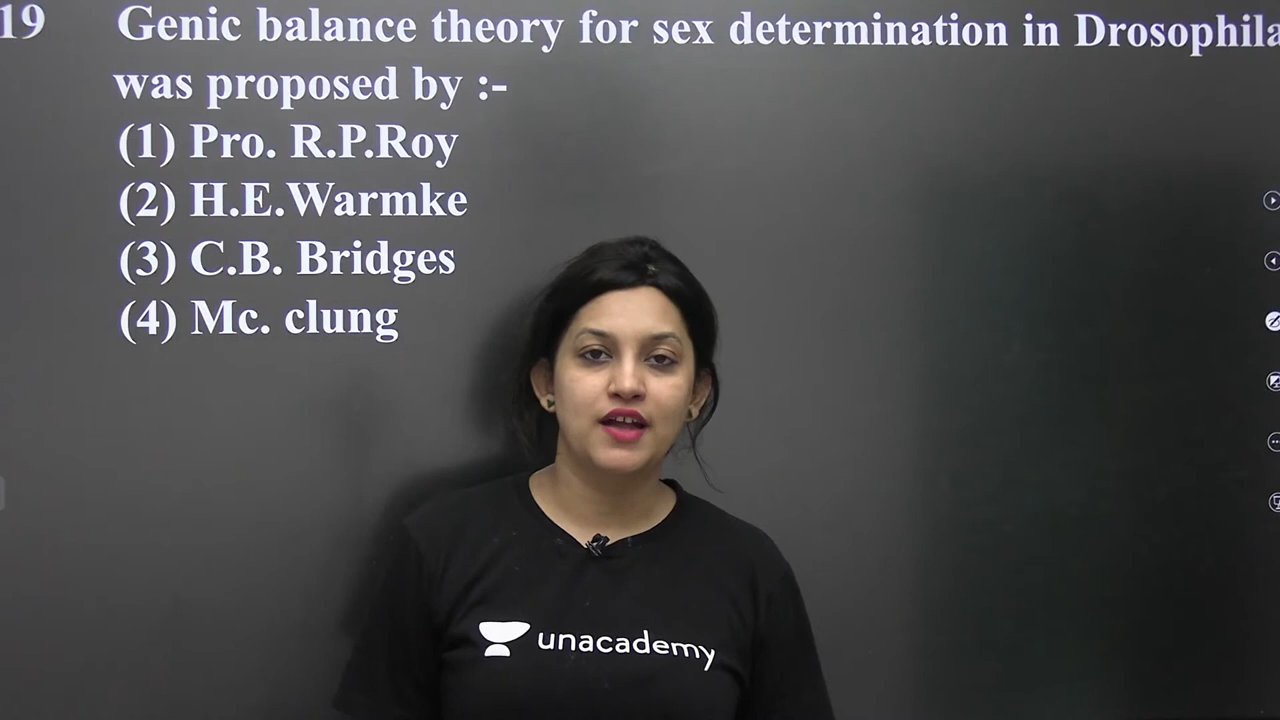 19 Genic balance theory for sex determination in Drosophila
was proposed by :-
(1) Pro. R.P.Roy
(2) H.E.Warmke
(3) C.B. Bridges
(4) Mc. clung
unacademy